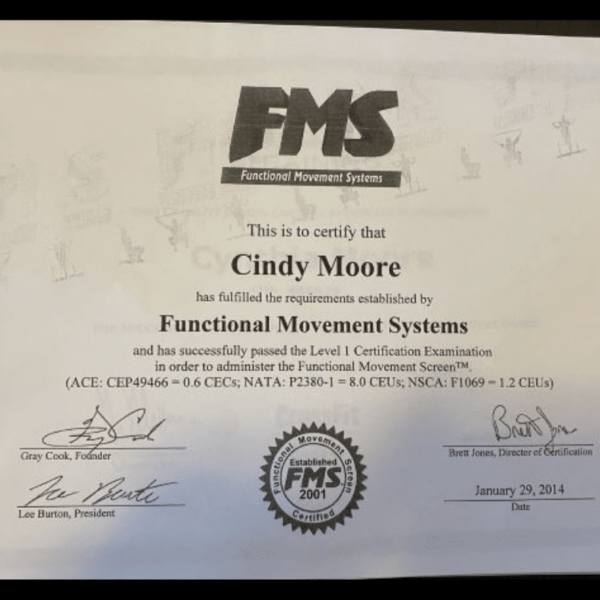 FMS
Functional Movement Systems
This is to certify that
Cindy Moore
has fulfilled the requirements established by
Functional Movement Systems
and has successfully passed the Level 1 Certification Examination
in order to administer the Functional Movement Screen™.
(ACE: CEP49466 = 0.6 CECs; NATA: P2380-1 = 8.0 CEUs; NSCA: F1069 = 1.2 CEUs)
Gray Cook, Founder
Lee Burton, President
Functional Movement Screen
Established
FMS
2001
Certified
Brett Jones, Director of Certification
January 29, 2014
Date